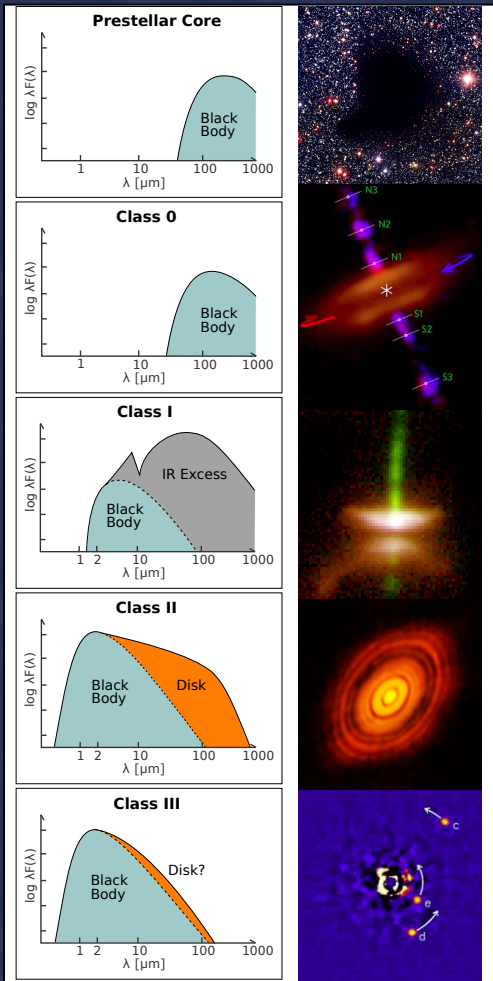 Prestellar Core
log λF(λ)
Black
Body
1 10 100 1000
λ [μm]
N3
N2
N1
S1
S2
S3
Class 0
log λF(λ)
Black
Body
1 10 100 1000
λ [μm]
Class I
log λF(λ)
IR Excess
Black
Body
1 2 10 100 1000
λ [μm]
Class II
log λF(λ)
Black
Body
Disk
1 2 10 100 1000
λ [μm]
Class III
log λF(λ)
Disk?
Black
Body
1 2 10 100 1000
λ [μm]
c
e
d